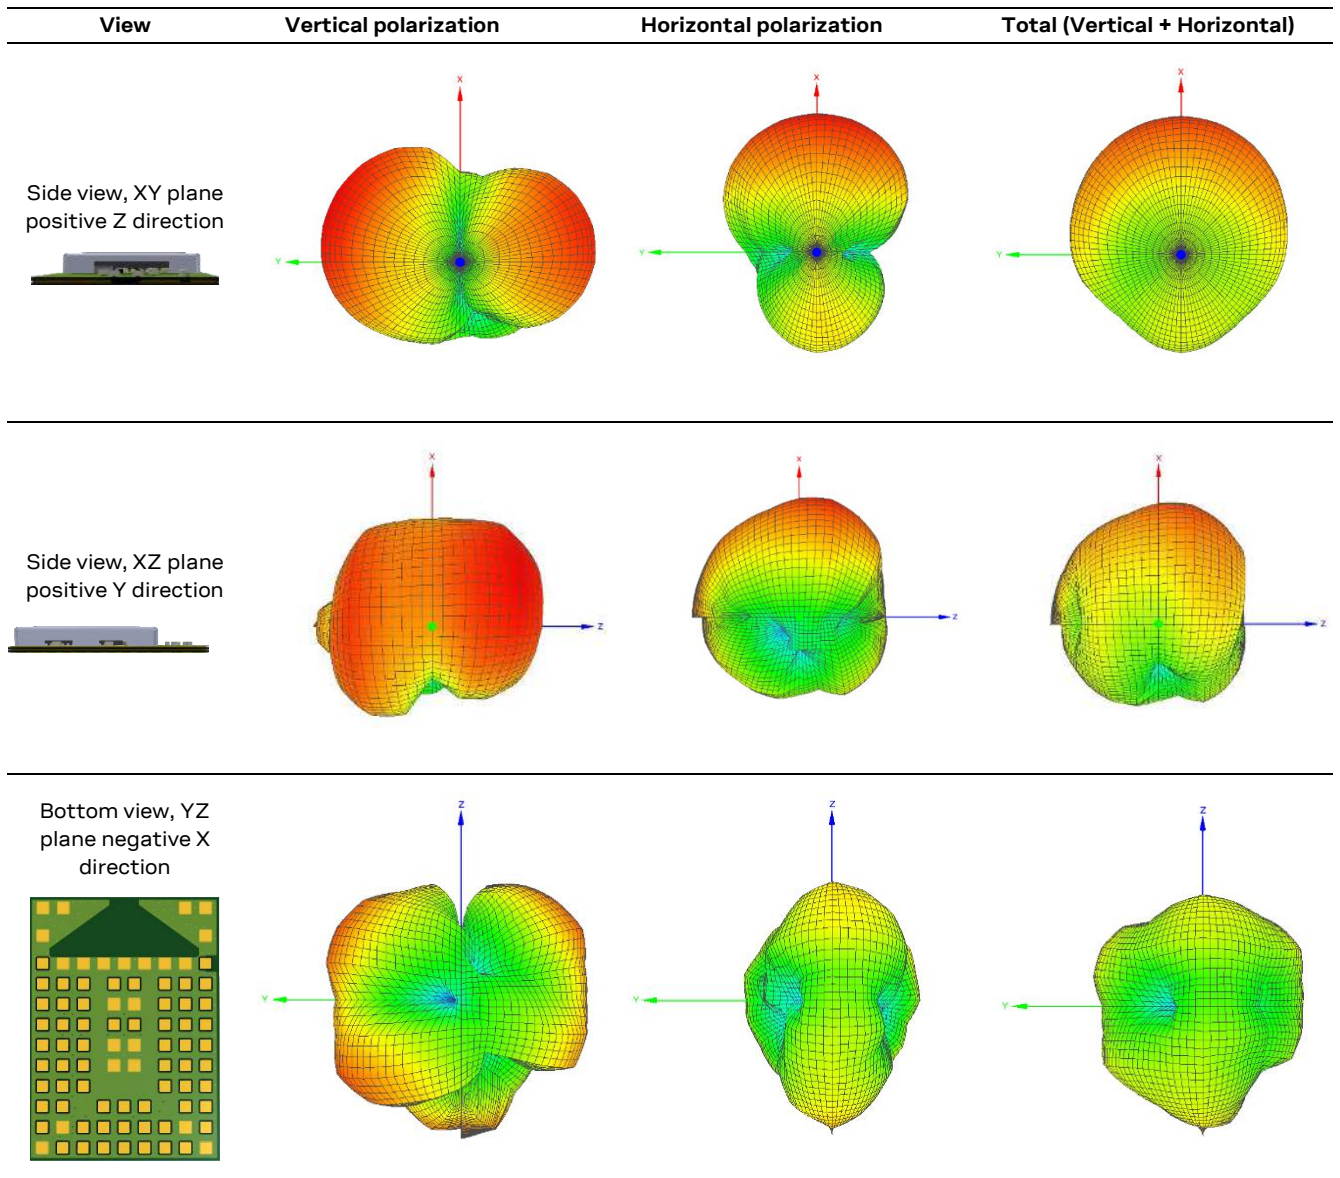 View Vertical polarization Horizontal polarization Total (Vertical + Horizontal)
X X X
Side view, XY plane
positive Z direction
Y Y Y
X X X
Side view, XZ plane
positive Y direction
Z Z Z
Bottom view, YZ
plane negative X
direction
Z Z Z
Y Y Y